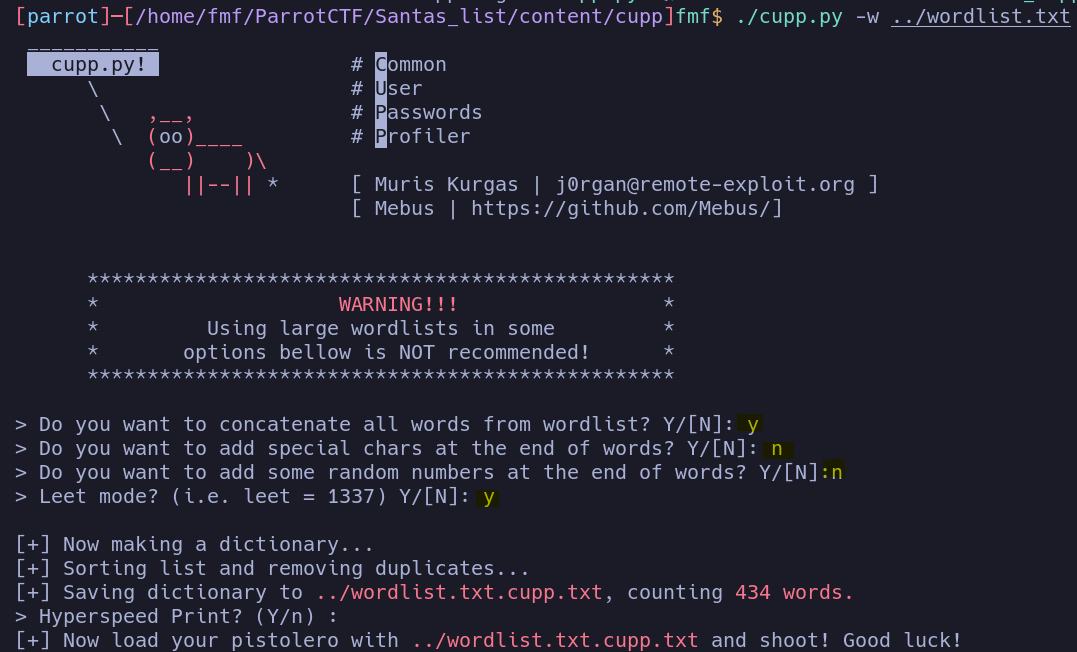 [parrot]─[/home/fmf/ParrotCTF/Santas_list/content/cupp]fmf$ ./cupp.py -w ../wordlist.txt
___________
cupp.py! # Common
\ # User
\ ,__, # Passwords
\ (oo)____ # Profiler
(__) )\
||--|| * [ Muris Kurgas | j0rgan@remote-exploit.org ]
[ Mebus | https://github.com/Mebus/]
*************************************************
* WARNING!!! *
* Using large wordlists in some *
* options bellow is NOT recommended! *
*************************************************
> Do you want to concatenate all words from wordlist? Y/[N]: y
> Do you want to add special chars at the end of words? Y/[N]: n
> Do you want to add some random numbers at the end of words? Y/[N]:n
> Leet mode? (i.e. leet = 1337) Y/[N]: y
[+] Now making a dictionary...
[+] Sorting list and removing duplicates...
[+] Saving dictionary to ../wordlist.txt.cupp.txt, counting 434 words.
> Hyperspeed Print? (Y/n) :
[+] Now load your pistolero with ../wordlist.txt.cupp.txt and shoot! Good luck!